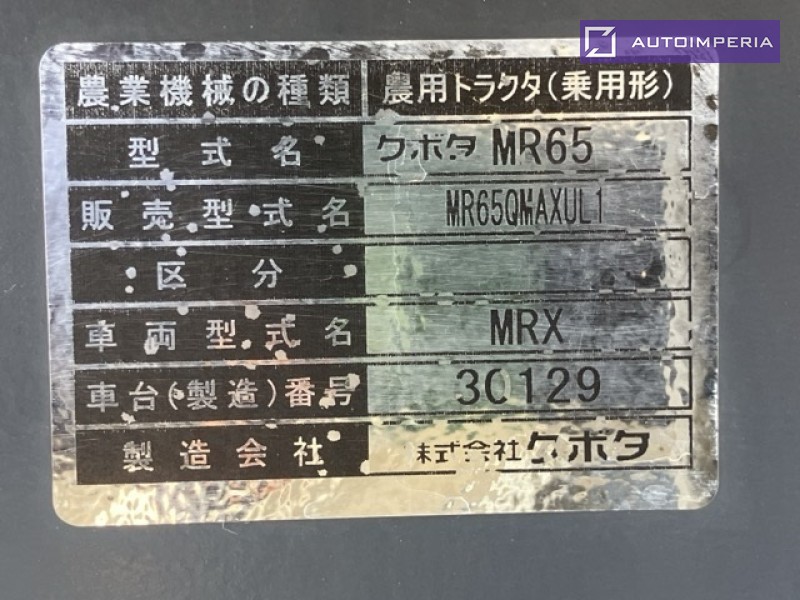 AUTOIMPERIA
農業機械の種類 農用トラクタ(乗用形)
型式名 クボタ MR65
販売型式名 MR65QMAXUL1
区分
車両型式名 MRX
車台(製造)番号 30129
製造会社 株式会社クボタ